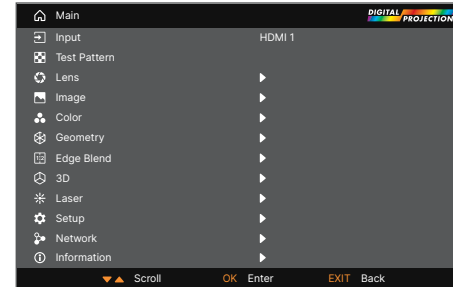 Main
DIGITAL PROJECTION
Input HDMI 1
Test Pattern
Lens
Image
Color
Geometry
Edge Blend
3D
Laser
Setup
Network
Information
Scroll OK Enter EXIT Back